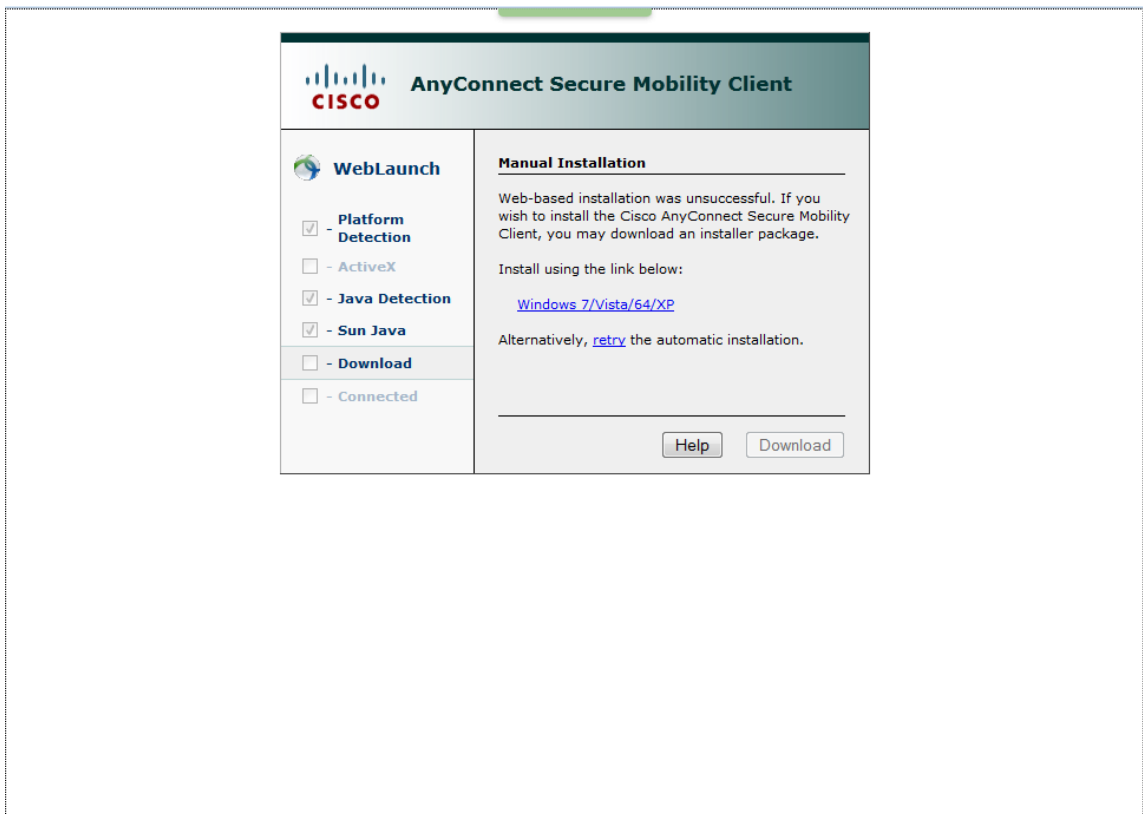 CISCO
AnyConnect Secure Mobility Client
WebLaunch
- Platform
Detection
- ActiveX
- Java Detection
- Sun Java
- Download
- Connected
Manual Installation
Web-based installation was unsuccessful. If you
wish to install the Cisco AnyConnect Secure Mobility
Client, you may download an installer package.
Install using the link below:
Windows 7/Vista/64/XP
Alternatively, retry the automatic installation.
Help
Download